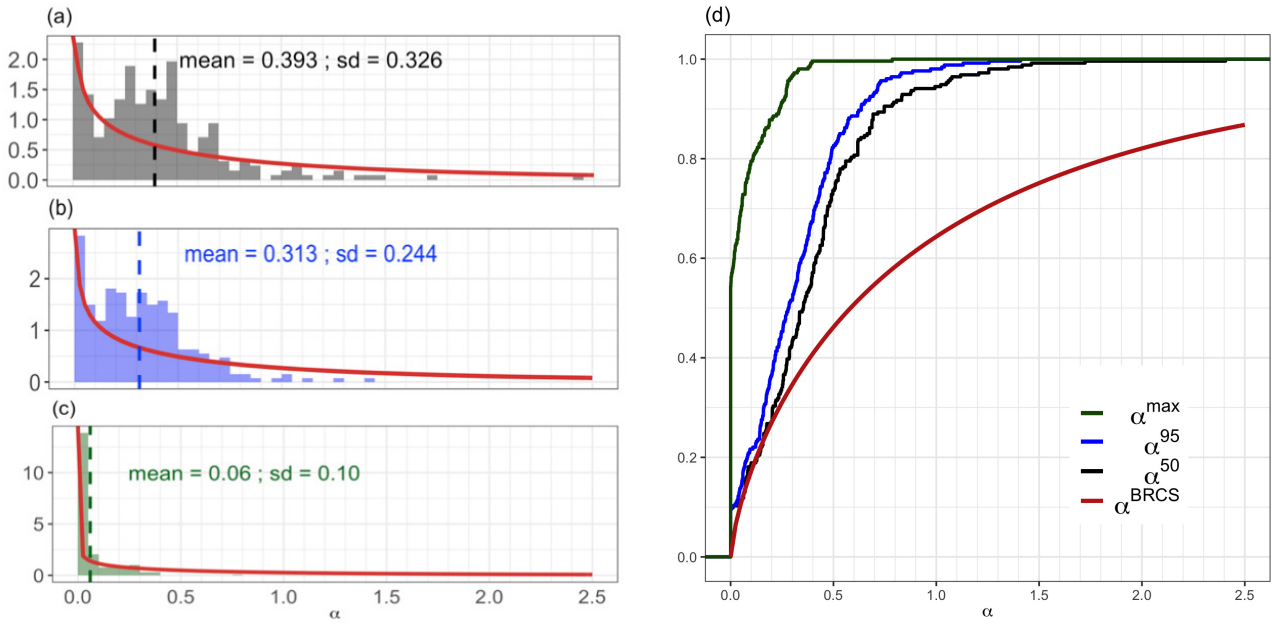 (a)
2.0
1.5
1.0
0.5
0.0
mean = 0.393 ; sd = 0.326
(b)
2
1
0
mean = 0.313 ; sd = 0.244
(c)
10
5
0
mean = 0.06 ; sd = 0.10
0.0 0.5 1.0 1.5 2.0 2.5
α
(d)
1.0
0.8
0.6
0.4
0.2
0.0
α^max
α^95
α^50
α^BRCS
0.0 0.5 1.0 1.5 2.0 2.5
α